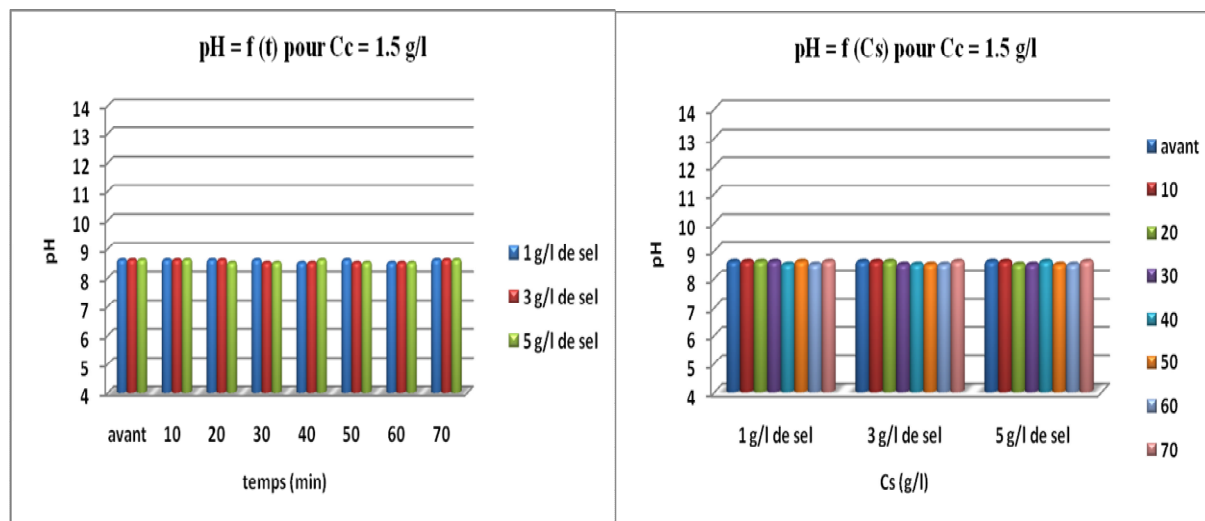 pH = f (t) pour Cc = 1.5 g/l
14
13
12
11
10
9
8
7
6
5
4
pH
avant 10 20 30 40 50 60 70
temps (min)
1 g/l de sel
3 g/l de sel
5 g/l de sel
pH = f (Cs) pour Cc = 1.5 g/l
14
13
12
11
10
9
8
7
6
5
4
pH
1 g/l de sel 3 g/l de sel 5 g/l de sel
Cs (g/l)
avant
10
20
30
40
50
60
70